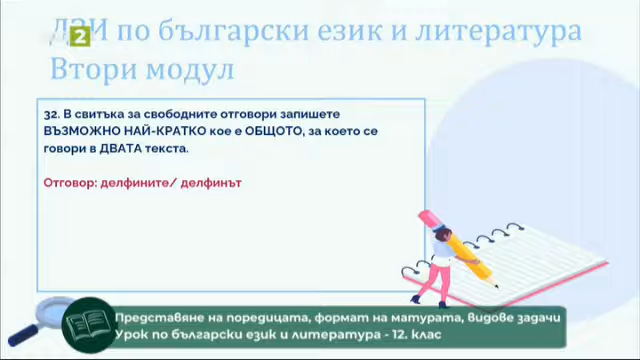 ДЗИ по български език и литература
2
Втори модул
32. В свитъка за свободните отговори запишете
ВЪЗМОЖНО НАЙ-КРАТКО кое е ОБЩОТО, за което се
говори в ДВАТА текста.
Отговор: делфините/ делфинът
Представяне на поредицата, формат на матурата, видове задачи
Урок по български език и литература - 12. клас